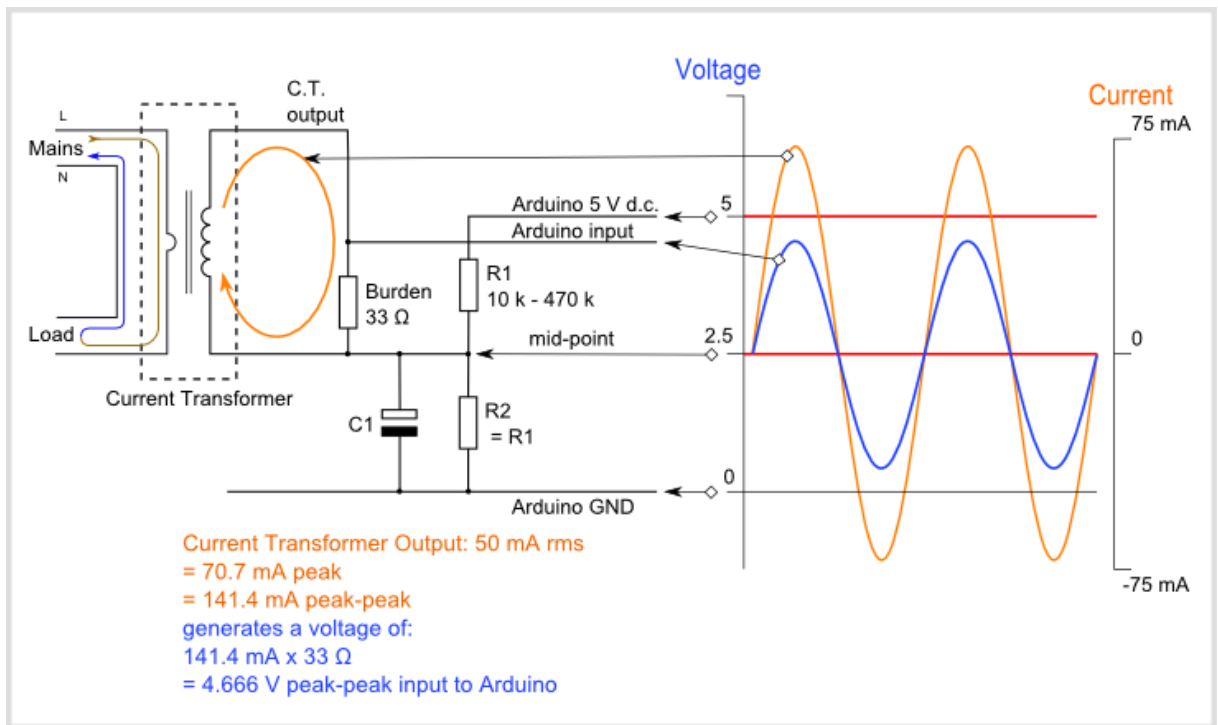 Voltage
Current
C.T.
output
75 mA
L
Mains
N
Arduino 5 V d.c.
5
Arduino input
R1
10 k - 470 k
Burden
33 Ω
Load
mid-point
2.5
0
Current Transformer
C1
R2
= R1
0
Arduino GND
-75 mA
Current Transformer Output: 50 mA rms
= 70.7 mA peak
= 141.4 mA peak-peak
generates a voltage of:
141.4 mA x 33 Ω
= 4.666 V peak-peak input to Arduino